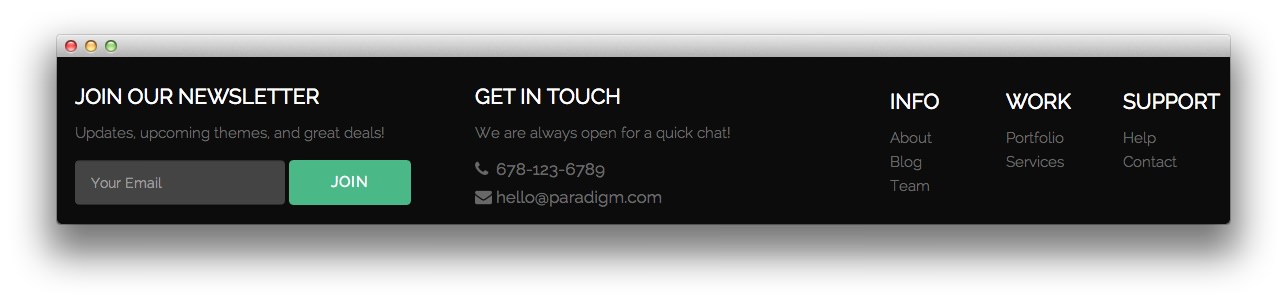 JOIN OUR NEWSLETTER
Updates, upcoming themes, and great deals!
Your Email
JOIN
GET IN TOUCH
We are always open for a quick chat!
678-123-6789
hello@paradigm.com
INFO
About
Blog
Team
WORK
Portfolio
Services
SUPPORT
Help
Contact